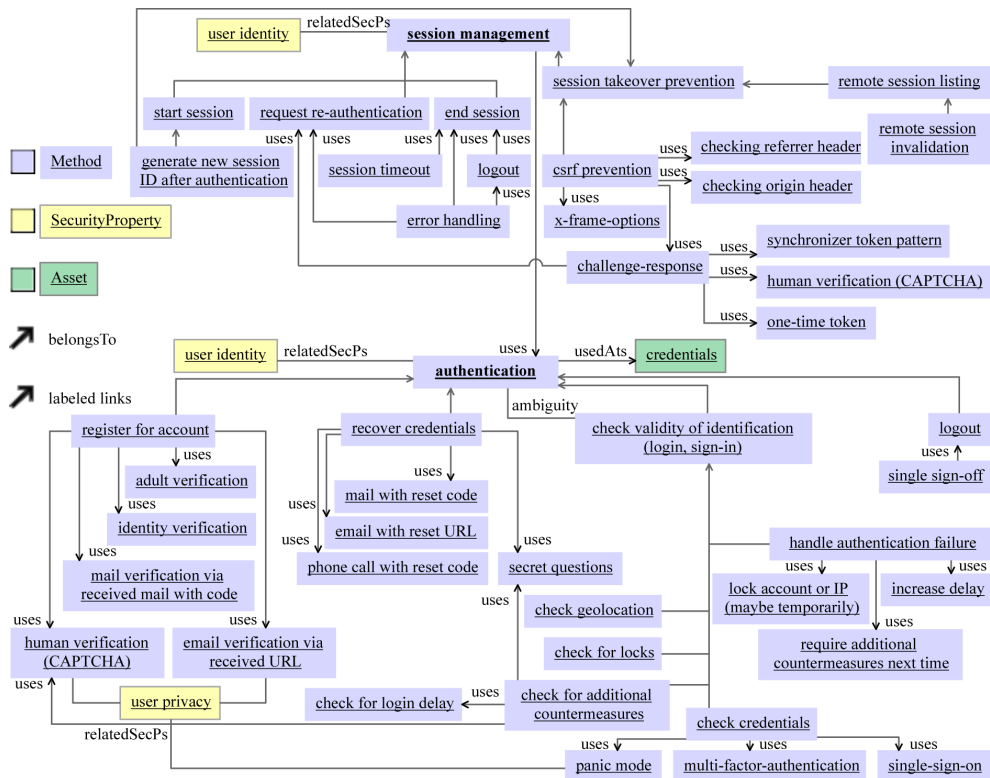 user identity
relatedSecPs
session management
session takeover prevention
remote session listing
start session
request re-authentication
end session
remote session
invalidation
uses
uses
uses
uses
uses
Method
generate new session
ID after authentication
session timeout
logout
csrf prevention
uses
checking referrer header
uses
checking origin header
uses
uses
SecurityProperty
error handling
x-frame-options
uses
challenge-response
uses
synchronizer token pattern
Asset
uses
human verification (CAPTCHA)
uses
one-time token
belongsTo
user identity
relatedSecPs
uses
usedAts
credentials
authentication
labeled links
ambiguity
register for account
recover credentials
check validity of identification
(login, sign-in)
logout
uses
uses
adult verification
single sign-off
mail with reset code
uses
uses
identity verification
uses
email with reset URL
uses
uses
handle authentication failure
uses
phone call with reset code
secret questions
mail verification via
received mail with code
uses
lock account or IP
(maybe temporarily)
uses
increase delay
uses
check geolocation
uses
uses
uses
human verification
(CAPTCHA)
email verification via
received URL
check for locks
require additional
countermeasures next time
uses
user privacy
check for login delay
uses
check for additional
countermeasures
check credentials
relatedSecPs
uses
uses
uses
panic mode
multi-factor-authentication
single-sign-on